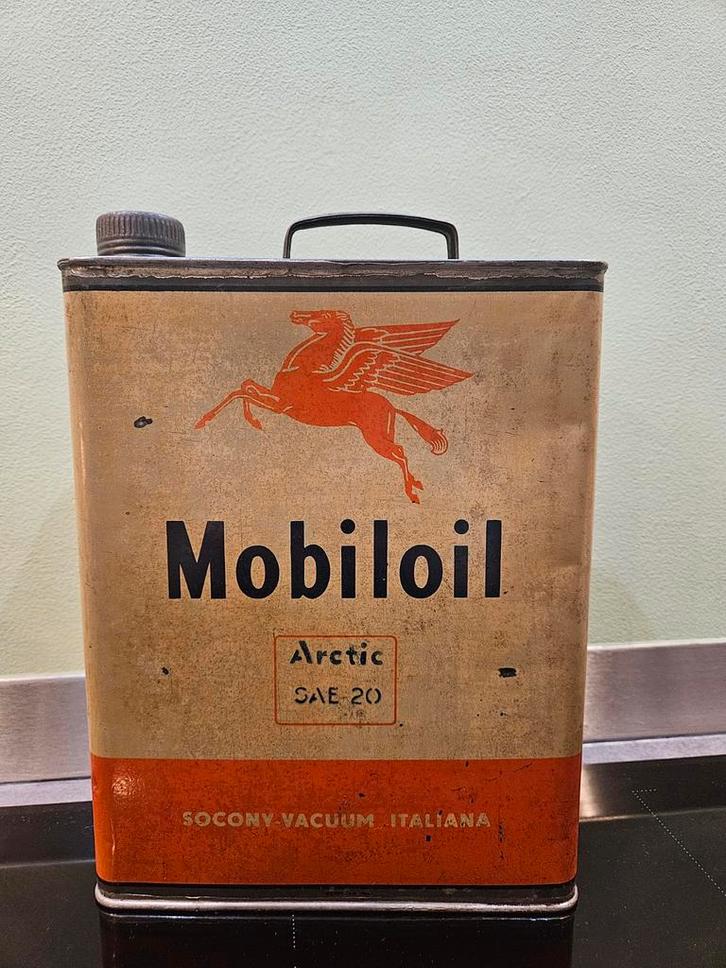 Mobiloil
Arctic
SAE-20
SOCONY-VACUUM ITALIANA